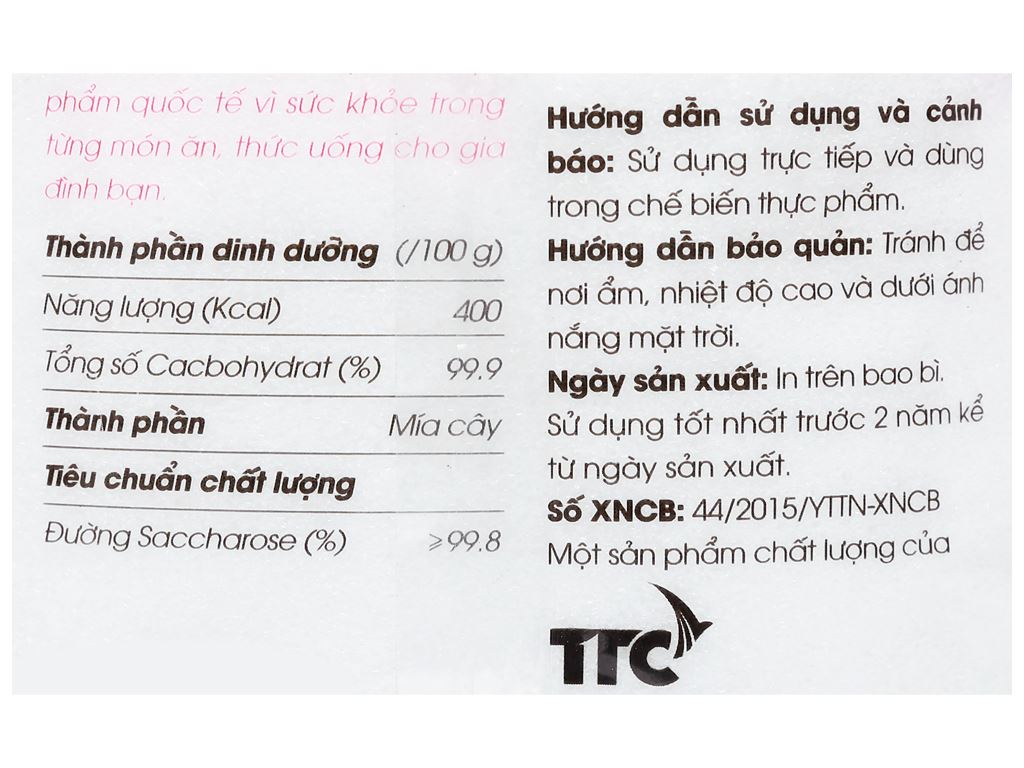 phẩm quốc tế vì sức khỏe trong
từng món ăn, thức uống cho gia
đình bạn.
Thành phần dinh dưỡng (/100 g)
Năng lượng (Kcal) 400
Tổng số Cacbohydrat (%) 99.9
Thành phần Mía cây
Tiêu chuẩn chất lượng
Đường Saccharose (%) ≥99.8
Hướng dẫn sử dụng và cảnh
báo: Sử dụng trực tiếp và dùng
trong chế biến thực phẩm.
Hướng dẫn bảo quản: Tránh để
nơi ẩm, nhiệt độ cao và dưới ánh
nắng mặt trời.
Ngày sản xuất: In trên bao bì.
Sử dụng tốt nhất trước 2 năm kể
từ ngày sản xuất.
Số XNCB: 44/2015/YTTN-XNCB
Một sản phẩm chất lượng của
TTC